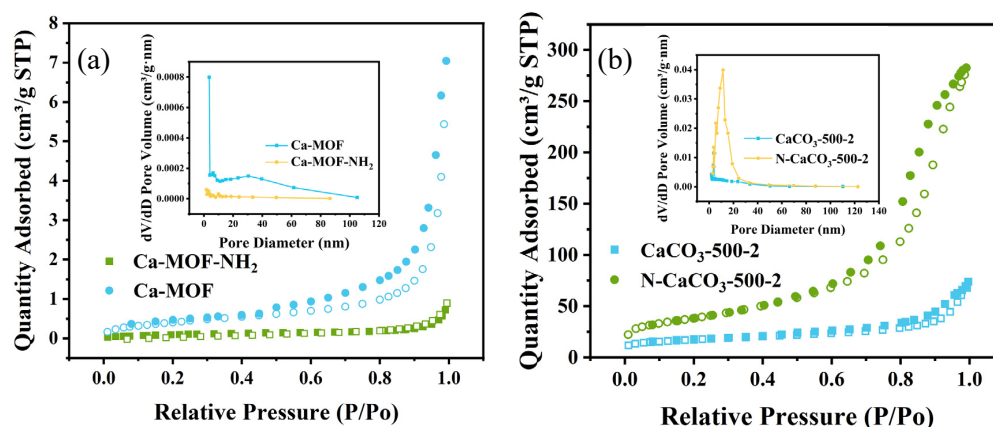 (a)
Quantity Adsorbed (cm³/g STP)
8
7
6
5
4
3
2
1
0
0.0 0.2 0.4 0.6 0.8 1.0
Relative Pressure (P/Po)
Ca-MOF-NH₂
Ca-MOF
dV/dD Pore Volume (cm³/g·nm)
0.0008
0.0006
0.0004
0.0002
0.0000
0 20 40 60 80 100 120
Pore Diameter (nm)
Ca-MOF
Ca-MOF-NH₂
(b)
Quantity Adsorbed (cm³/g STP)
300
250
200
150
100
50
0
0.0 0.2 0.4 0.6 0.8 1.0
Relative Pressure (P/Po)
CaCO₃-500-2
N-CaCO₃-500-2
dV/dD Pore Volume (cm³/g·nm)
0.04
0.03
0.02
0.01
0.00
0 20 40 60 80 100 120 140
Pore Diameter (nm)
CaCO₃-500-2
N-CaCO₃-500-2